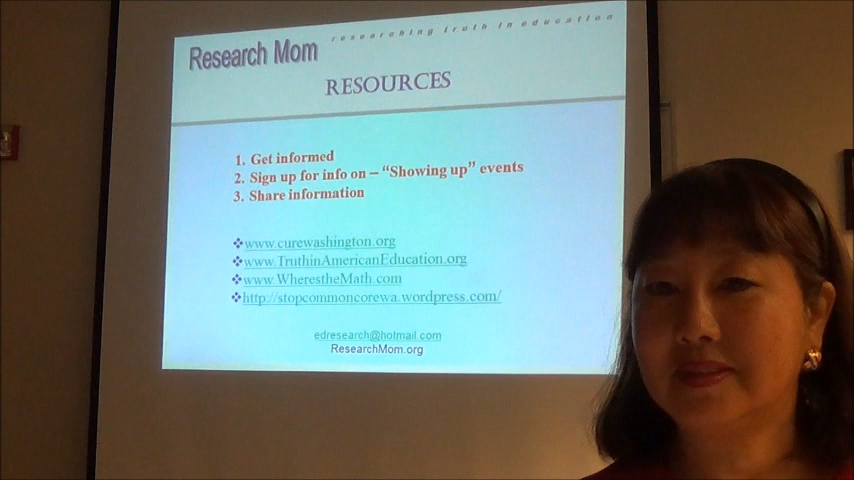 researching truth in education
Research Mom
RESOURCES
1. Get informed
2. Sign up for info on – “Showing up” events
3. Share information
❖www.curewashington.org
❖www.TruthinAmericanEducation.org
❖www.WherestheMath.com
❖http://stopcommoncorewa.wordpress.com/
edresearch@hotmail.com
ResearchMom.org